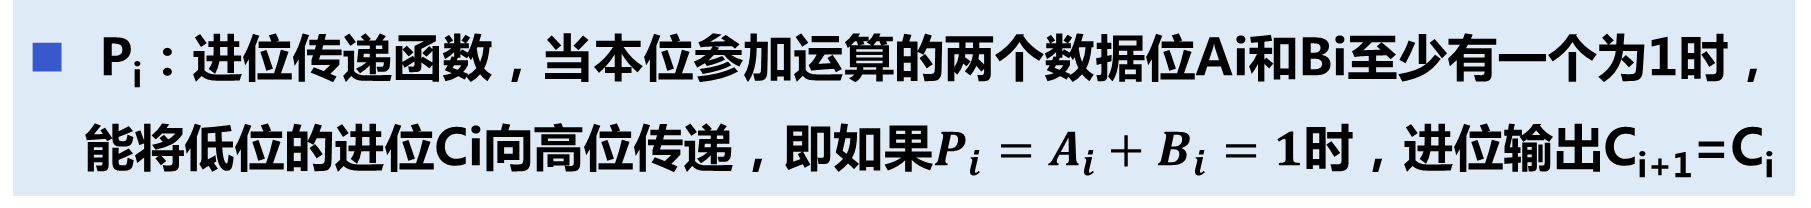 ■ Pᵢ：进位传递函数，当本位参加运算的两个数据位Ai和Bi至少有一个为1时，
能将低位的进位Ci向高位传递，即如果Pᵢ = Aᵢ + Bᵢ = 1时，进位输出Cᵢ₊₁=Cᵢ